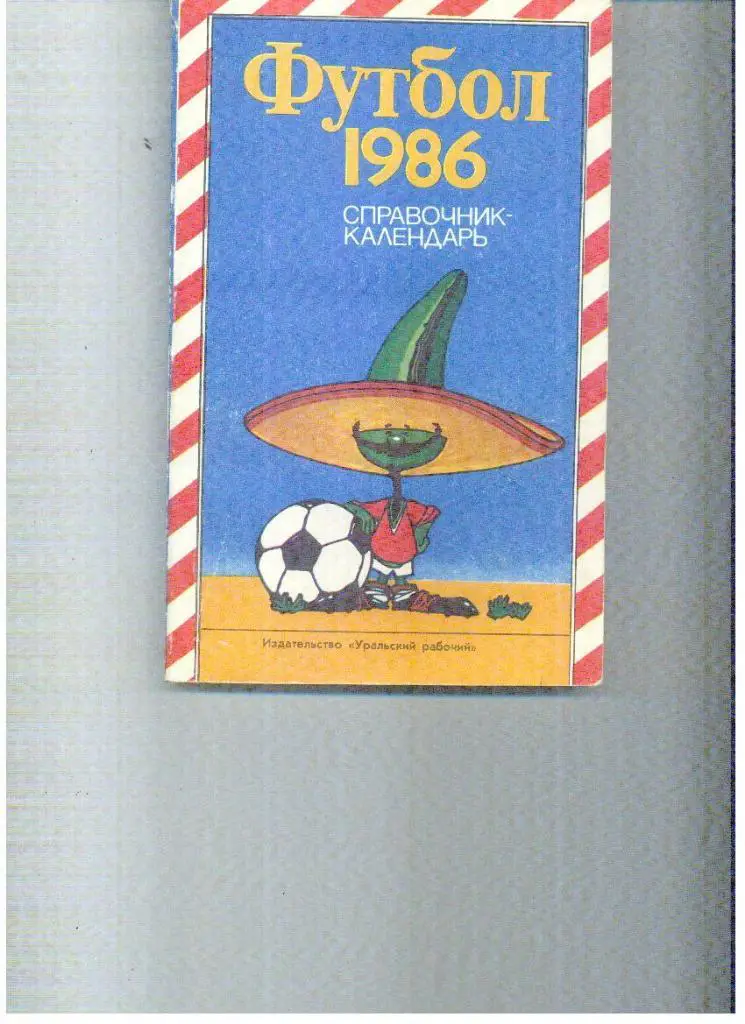 Футбол
1986
СПРАВОЧНИК-
КАЛЕНДАРЬ
Издательство «Уральский рабочий»